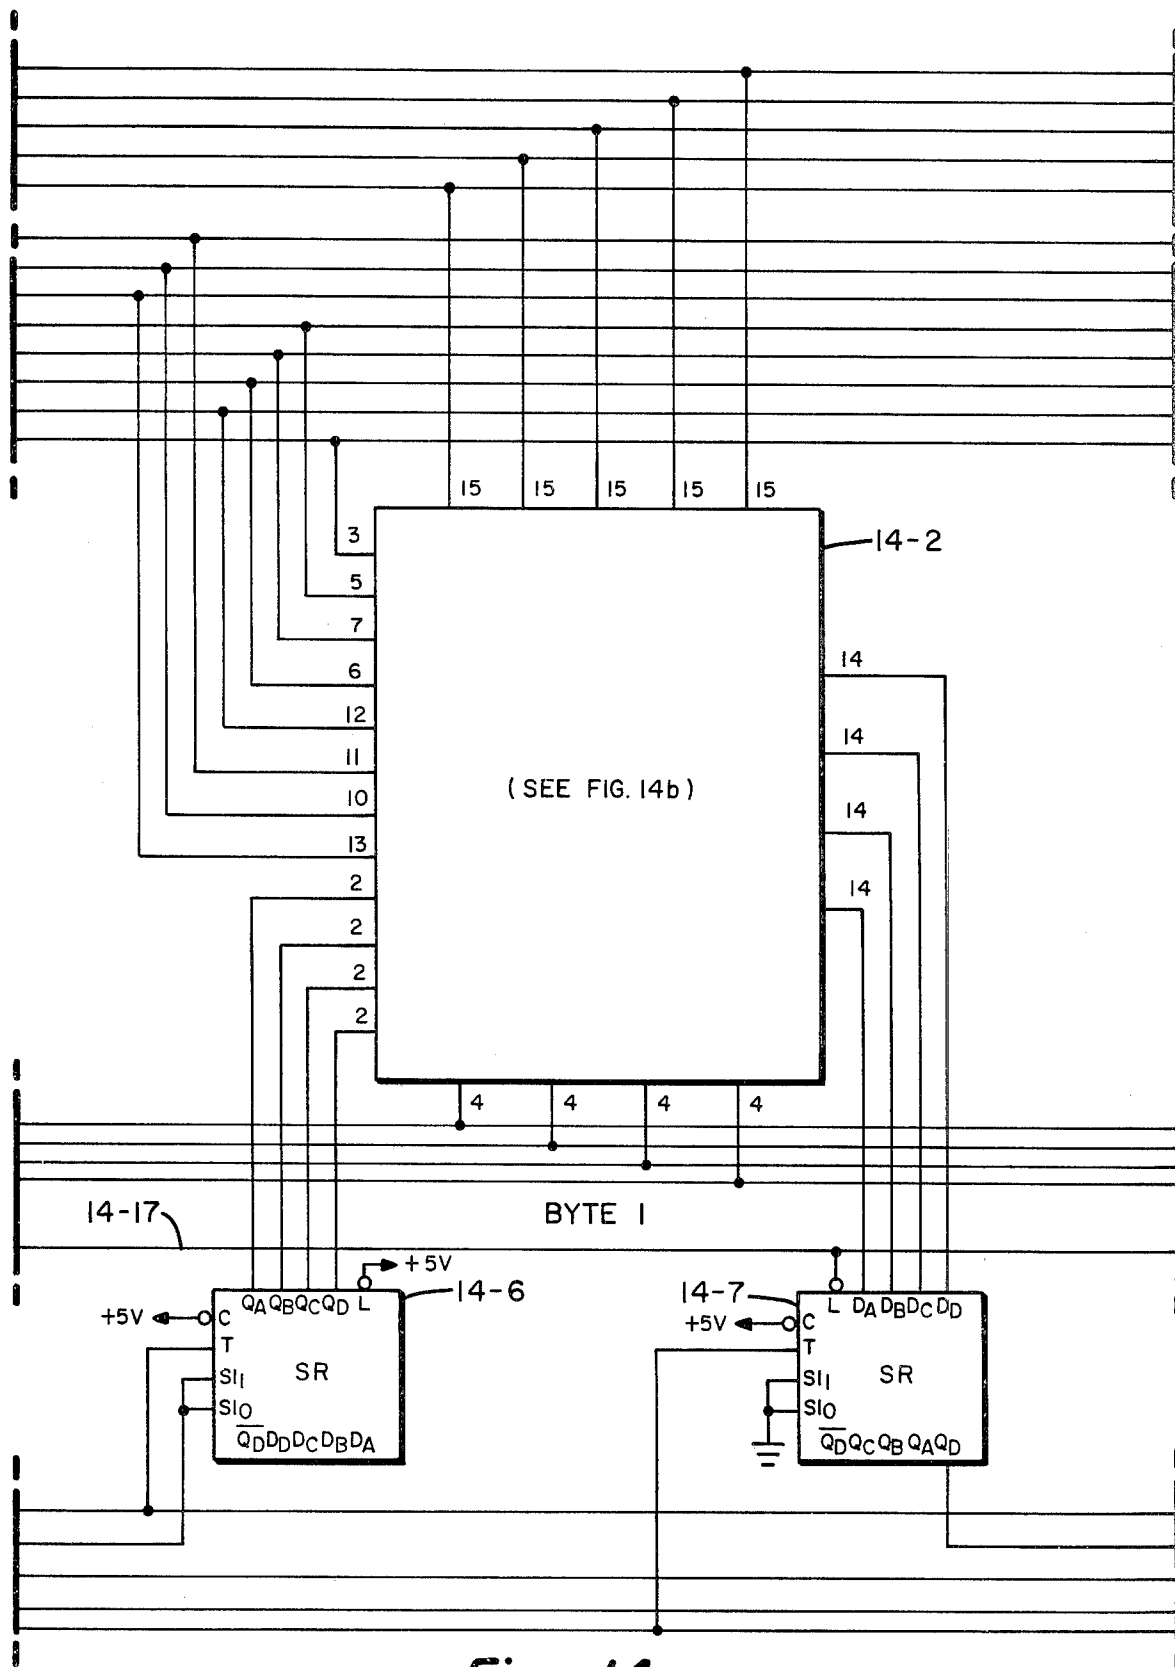 15 15 15 15 15
3
14-2
5
7
14
6
12
14
11
(SEE FIG. 14b)
10
14
13
2
14
2
2
2
4 4 4 4
14-17
BYTE 1
+5V
14-6
14-7
QA QB QC QD L
L DA DB DC DD
+5V C
+5V C
T
T
SI1
SR
SI1
SR
SI0
SI0
Q̅D̅ DD DC DB DA
Q̅D̅ QC QB QA QD